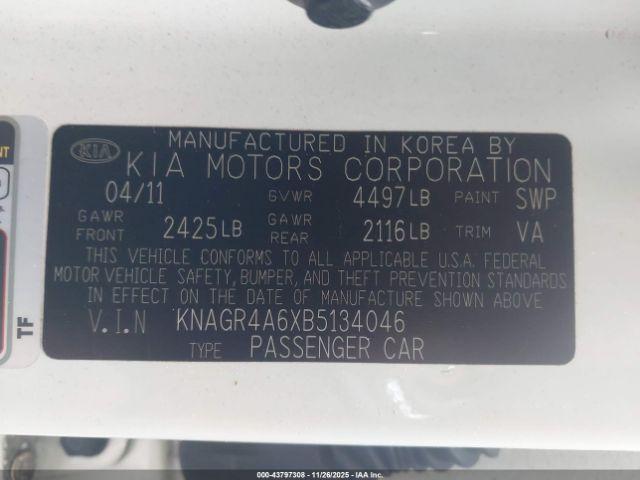 MANUFACTURED IN KOREA BY
KIA KIA MOTORS CORPORATION
04/11 GVWR 4497LB PAINT SWP
GAWR FRONT 2425LB GAWR REAR 2116LB TRIM VA
THIS VEHICLE CONFORMS TO ALL APPLICABLE U.S.A. FEDERAL
MOTOR VEHICLE SAFETY, BUMPER, AND THEFT PREVENTION STANDARDS
IN EFFECT ON THE DATE OF MANUFACTURE SHOWN ABOVE
V.I.N KNAGR4A6XB5134046
TYPE PASSENGER CAR
TF
000-43797308 - 11/26/2025 - IAAI.com